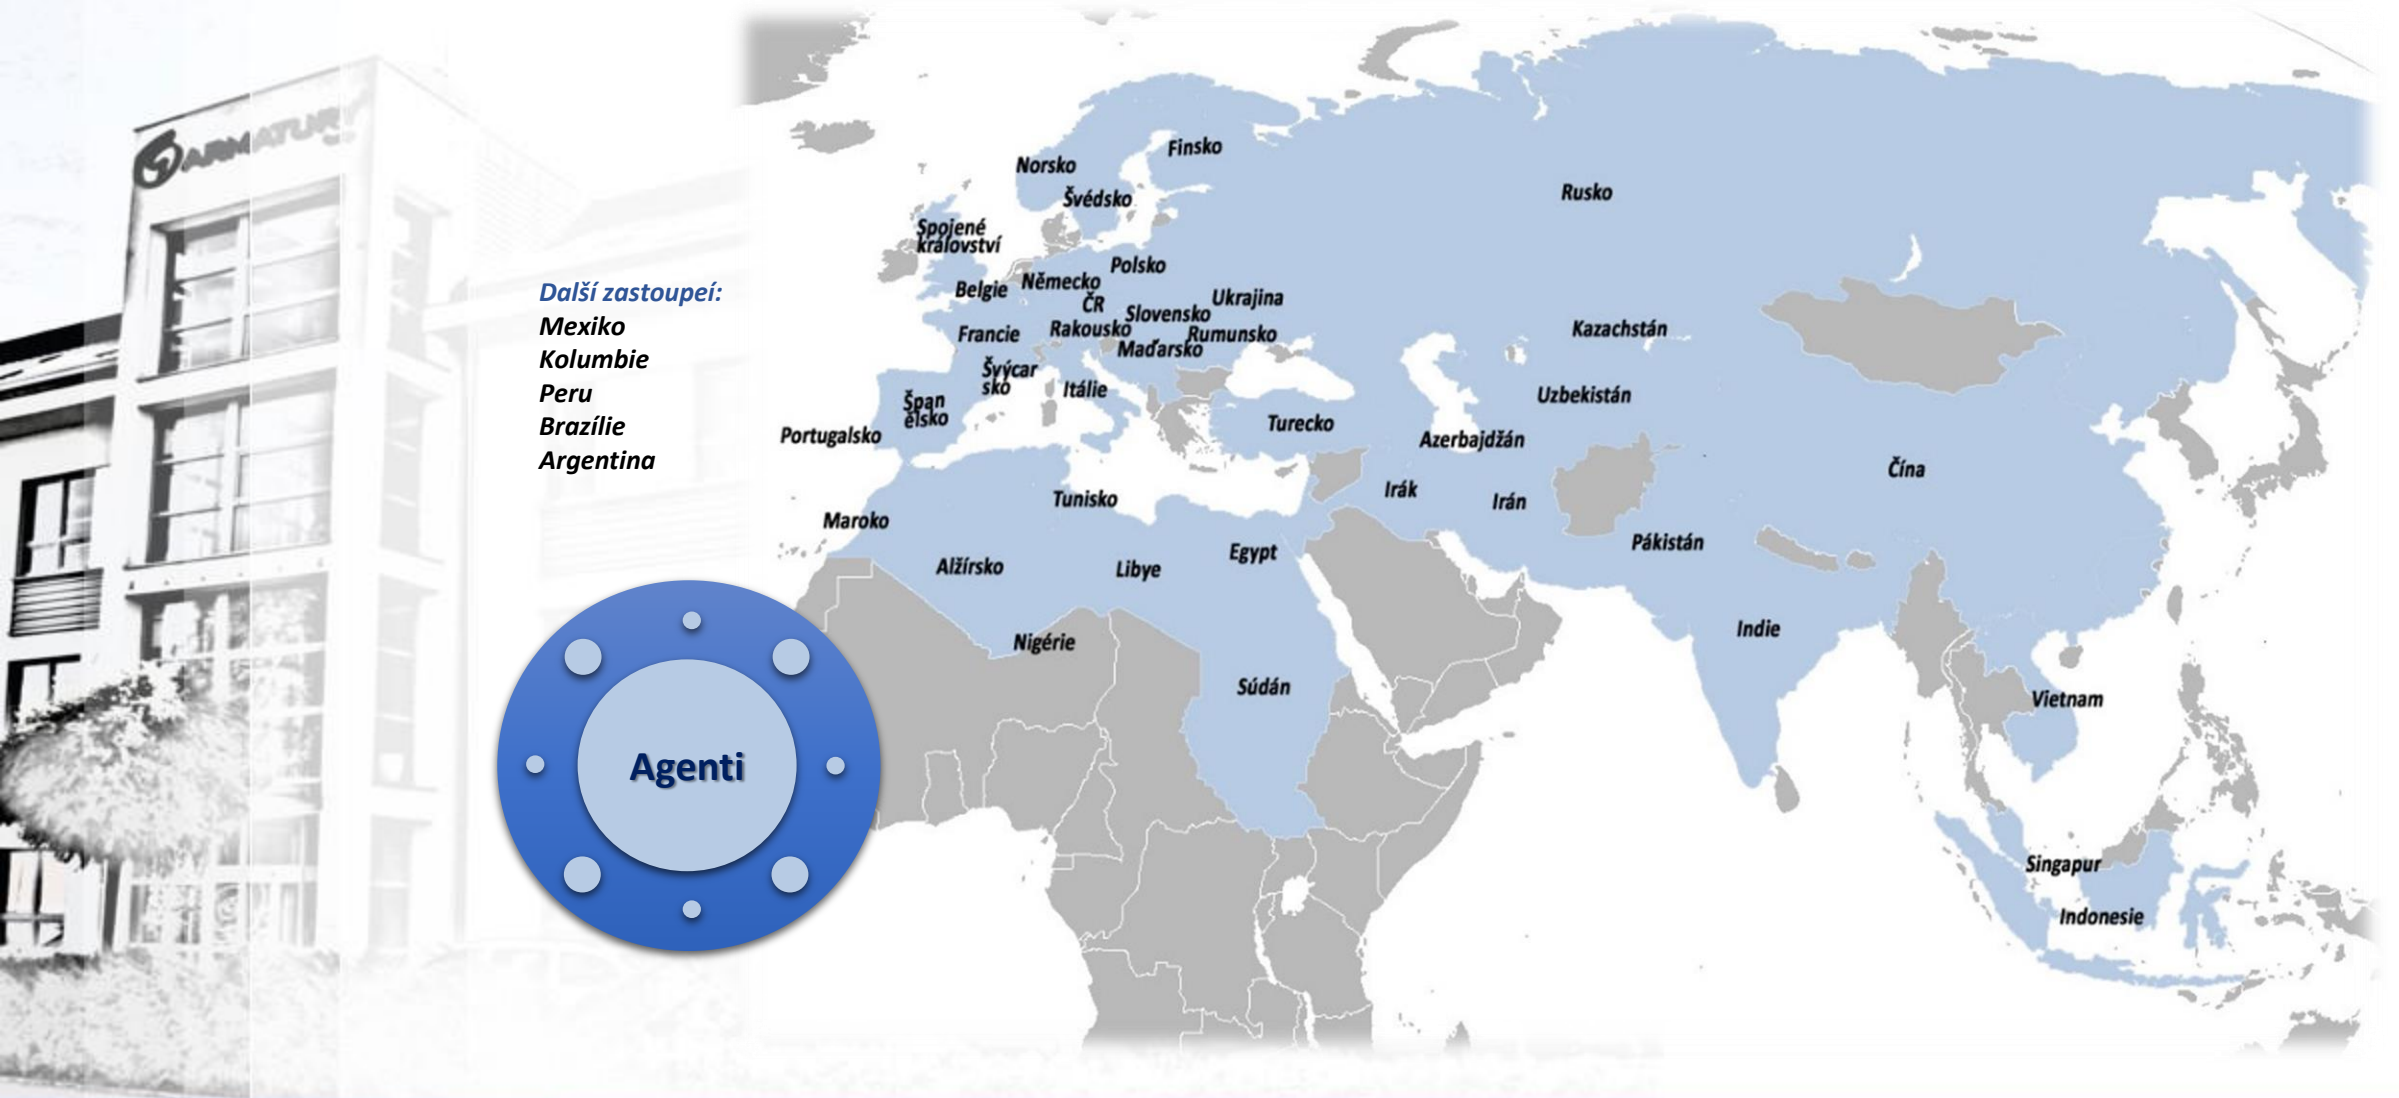 ARMATURY
Další zastoupeí:
Mexiko
Kolumbie
Peru
Brazílie
Argentina
Agenti
Finsko
Norsko
Švédsko
Rusko
Spojené
království
Polsko
Německo
Belgie
ČR
Ukrajina
Slovensko
Francie
Rakousko
Rumunsko
Maďarsko
Kazachstán
Švýcar
sko
Itálie
Špan
ělsko
Uzbekistán
Turecko
Portugalsko
Azerbajdžán
Čína
Irák
Irán
Tunisko
Maroko
Pákistán
Egypt
Alžírsko
Libye
Indie
Nigérie
Súdán
Vietnam
Singapur
Indonesie